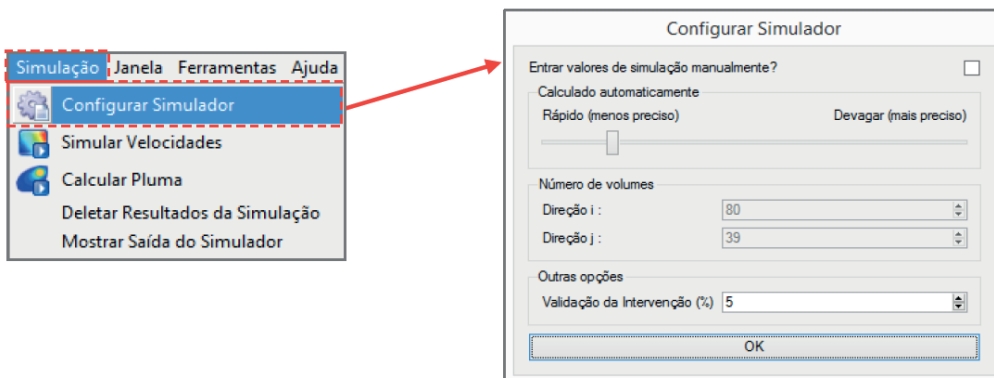 Simulação Janela Ferramentas Ajuda
Configurar Simulador
Simular Velocidades
Calcular Pluma
Deletar Resultados da Simulação
Mostrar Saída do Simulador
Configurar Simulador
Entrar valores de simulação manualmente?
Calculado automaticamente
Rápido (menos preciso) Devagar (mais preciso)
Número de volumes
Direção i : 80
Direção j : 39
Outras opções
Validação da Intervenção (%) 5
OK